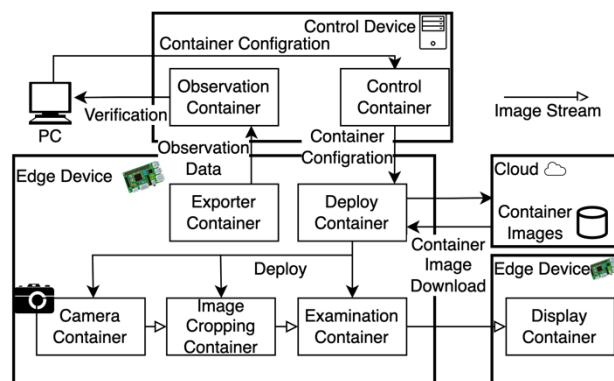 Container Configration
Control Device
Observation
Container
Control
Container
Verification
PC
Image Stream
Observation
Data
Container
Configration
Edge Device
Exporter
Container
Deploy
Container
Cloud
Container
Images
Container
Image
Download
Deploy
Edge Device
Camera
Container
Image
Cropping
Container
Examination
Container
Display
Container